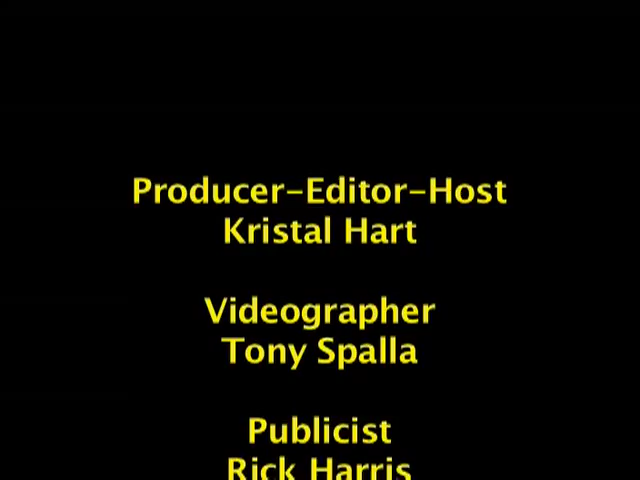 Producer-Editor-Host
Kristal Hart
Videographer
Tony Spalla
Publicist
Rick Harris